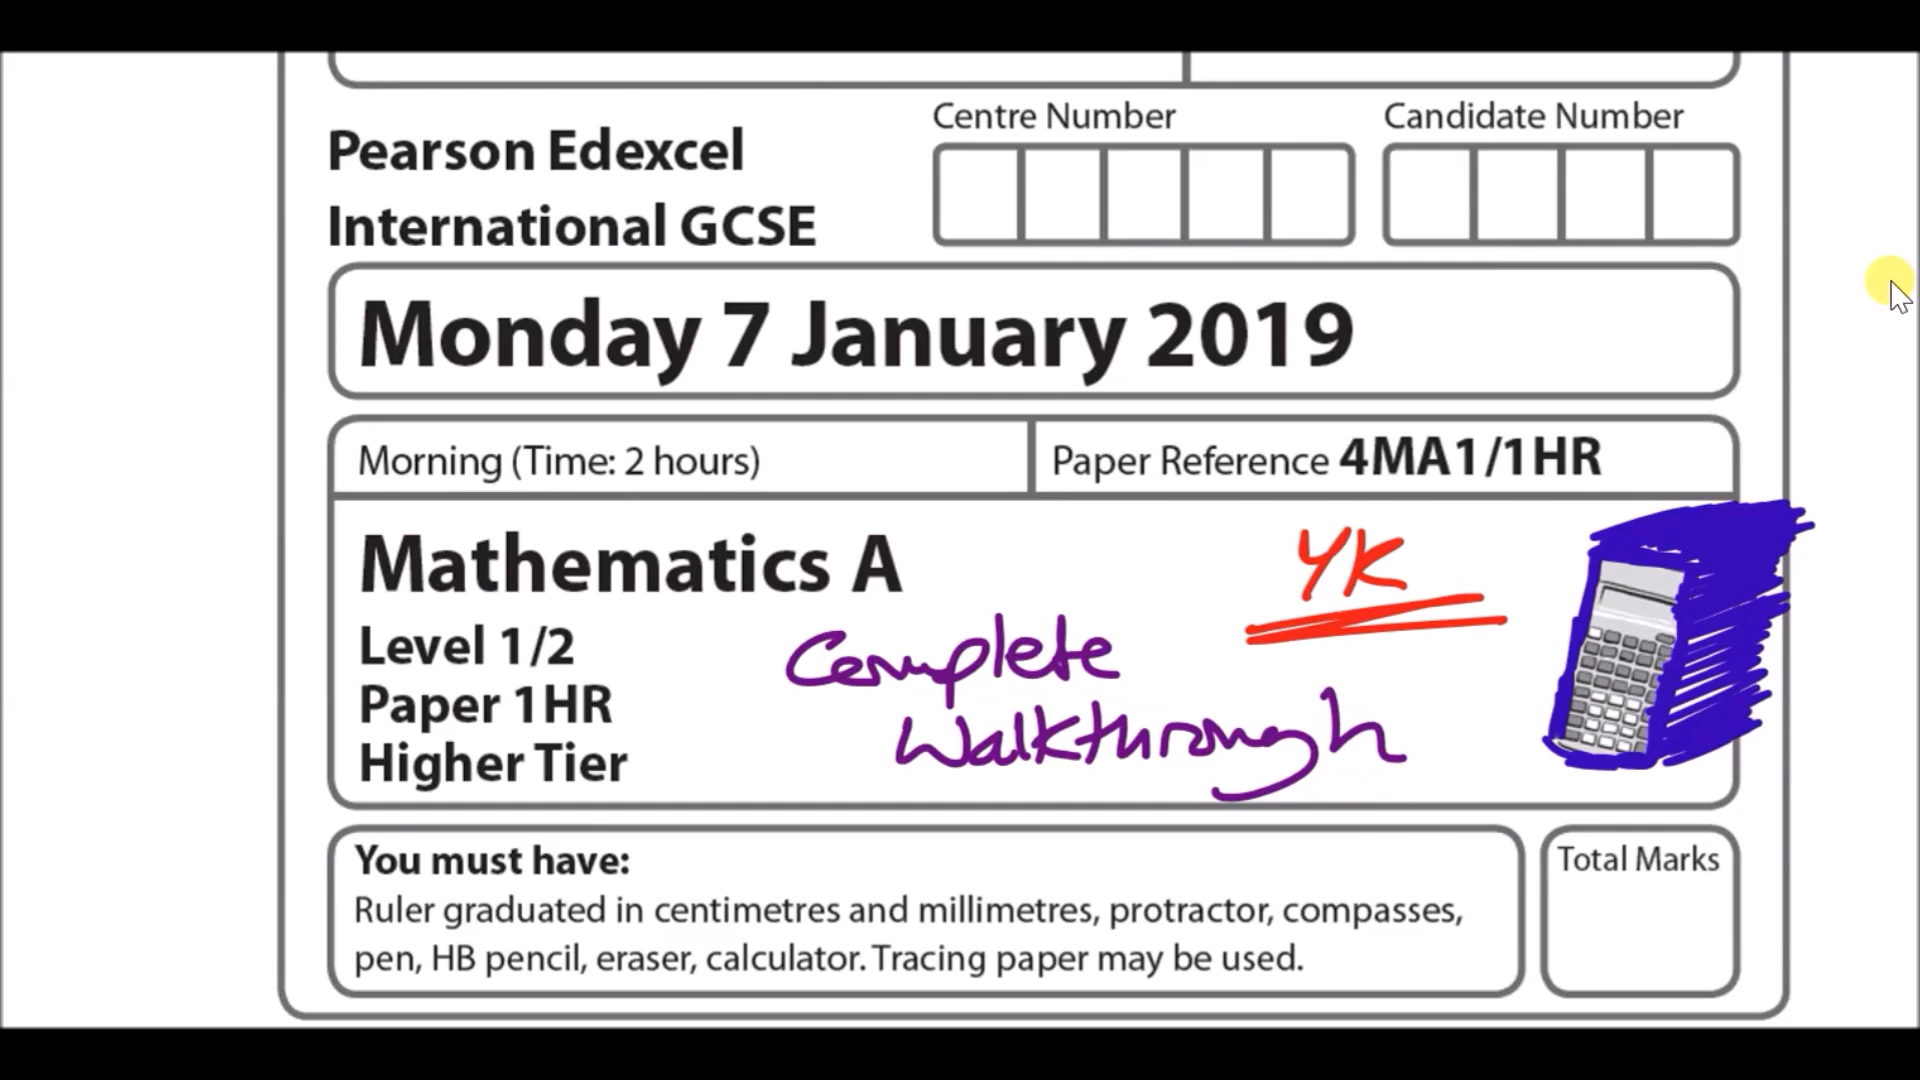 Centre Number
Candidate Number
Pearson Edexcel
International GCSE
Monday 7 January 2019
Morning (Time: 2 hours)
Paper Reference 4MA1/1HR
Mathematics A
Level 1/2
Paper 1HR
Higher Tier
YK
Complete
Walkthrough
You must have:
Ruler graduated in centimetres and millimetres, protractor, compasses,
pen, HB pencil, eraser, calculator. Tracing paper may be used.
Total Marks